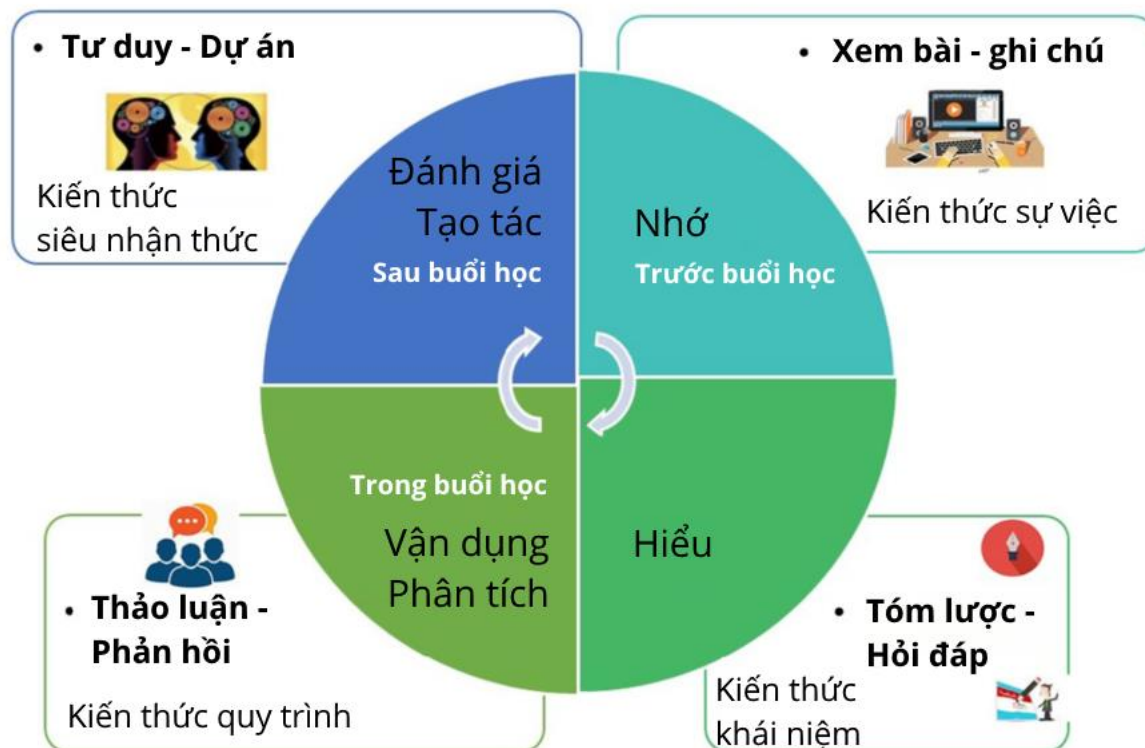 • Tư duy - Dự án
Kiến thức
siêu nhận thức
Đánh giá
Tạo tác
Sau buổi học
• Xem bài - ghi chú
Kiến thức sự việc
Nhớ
Trước buổi học
Trong buổi học
Vận dụng
Phân tích
• Thảo luận -
Phản hồi
Kiến thức quy trình
Hiểu
• Tóm lược -
Hỏi đáp
Kiến thức
khái niệm